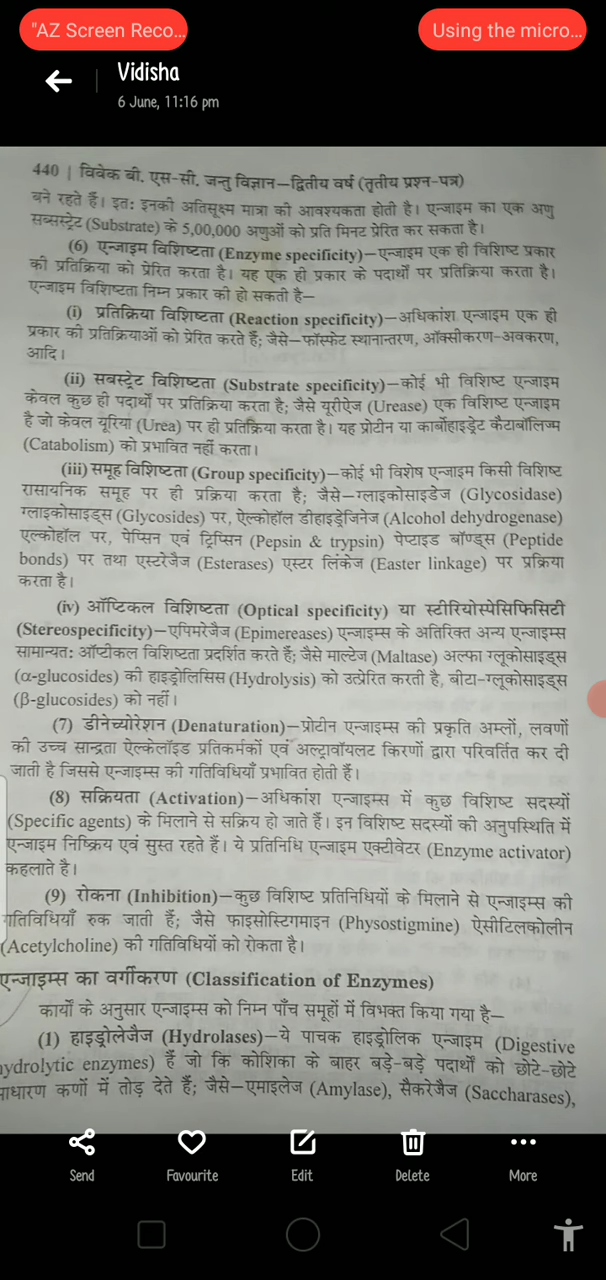 "AZ Screen Reco...
Using the micro...
Vidisha
6 June, 11:16 pm
440 | विवेक बी. एस-सी. जन्तु विज्ञान–द्वितीय वर्ष (तृतीय प्रश्न-पत्र)
बने रहते हैं। इतः इनकी अतिसूक्ष्म मात्रा की आवश्यकता होती है। एन्जाइम का एक अणु
सब्सस्ट्रेट (Substrate) के 5,00,000 अणुओं को प्रति मिनट प्रेरित कर सकता है।
(6) एन्जाइम विशिष्टता (Enzyme specificity)–एन्जाइम एक ही विशिष्ट प्रकार
की प्रतिक्रिया को प्रेरित करता है। यह एक ही प्रकार के पदार्थों पर प्रतिक्रिया करता है।
एन्जाइम विशिष्टता निम्न प्रकार की हो सकती है–
(i) प्रतिक्रिया विशिष्टता (Reaction specificity)–अधिकांश एन्जाइम एक ही
प्रकार की प्रतिक्रियाओं को प्रेरित करते हैं; जैसे–फॉस्फेट स्थानान्तरण, ऑक्सीकरण-अवकरण,
आदि।
(ii) सबस्ट्रेट विशिष्टता (Substrate specificity)–कोई भी विशिष्ट एन्जाइम
केवल कुछ ही पदार्थों पर प्रतिक्रिया करता है; जैसे यूरीऐज (Urease) एक विशिष्ट एन्जाइम
है जो केवल यूरिया (Urea) पर ही प्रतिक्रिया करता है। यह प्रोटीन या कार्बोहाइड्रेट कैटाबॉलिज्म
(Catabolism) को प्रभावित नहीं करता।
(iii) समूह विशिष्टता (Group specificity)–कोई भी विशेष एन्जाइम किसी विशिष्ट
रासायनिक समूह पर ही प्रक्रिया करता है; जैसे–ग्लाइकोसाइडेज (Glycosidase)
ग्लाइकोसाइड्स (Glycosides) पर, ऐल्कोहॉल डीहाइड्रेजिनेज (Alcohol dehydrogenase)
एल्कोहॉल पर, पेप्सिन एवं ट्रिप्सिन (Pepsin & trypsin) पेप्टाइड बॉण्ड्स (Peptide
bonds) पर तथा एस्टरेजैज (Esterases) एस्टर लिंकेज (Easter linkage) पर प्रक्रिया
करता है।
(iv) ऑप्टिकल विशिष्टता (Optical specificity) या स्टीरियोस्पेसिफिसिटी
(Stereospecificity)–एपिमरेजैज (Epimereases) एन्जाइम्स के अतिरिक्त अन्य एन्जाइम्स
सामान्यतः ऑप्टीकल विशिष्टता प्रदर्शित करते हैं; जैसे माल्टेज (Maltase) अल्फा ग्लूकोसाइड्स
(α-glucosides) की हाइड्रोलिसिस (Hydrolysis) को उत्प्रेरित करती है, बीटा-ग्लूकोसाइड्स
(β-glucosides) को नहीं।
(7) डीनेच्योरेशन (Denaturation)–प्रोटीन एन्जाइम्स की प्रकृति अम्लों, लवणों
की उच्च सान्द्रता ऐल्केलॉइड प्रतिकर्मकों एवं अल्ट्रावॉयलट किरणों द्वारा परिवर्तित कर दी
जाती है जिससे एन्जाइम्स की गतिविधियाँ प्रभावित होती हैं।
(8) सक्रियता (Activation)–अधिकांश एन्जाइम्स में कुछ विशिष्ट सदस्यों
(Specific agents) के मिलाने से सक्रिय हो जाते हैं। इन विशिष्ट सदस्यों की अनुपस्थिति में
एन्जाइम निष्क्रिय एवं सुस्त रहते हैं। ये प्रतिनिधि एन्जाइम एक्टीवेटर (Enzyme activator)
कहलाते है।
(9) रोकना (Inhibition)–कुछ विशिष्ट प्रतिनिधियों के मिलाने से एन्जाइम्स की
गतिविधियाँ रुक जाती हैं; जैसे फाइसोस्टिगमाइन (Physostigmine) ऐसीटिलकोलीन
(Acetylcholine) की गतिविधियों को रोकता है।
एन्जाइम्स का वर्गीकरण (Classification of Enzymes)
कार्यों के अनुसार एन्जाइम्स को निम्न पाँच समूहों में विभक्त किया गया है–
(1) हाइड्रोलेजैज (Hydrolases)–ये पाचक हाइड्रोलिक एन्जाइम (Digestive
hydrolytic enzymes) हैं जो कि कोशिका के बाहर बड़े-बड़े पदार्थों को छोटे-छोटे
साधारण कणों में तोड़ देते हैं; जैसे–एमाइलेज (Amylase), सैकरेजैज (Saccharases),
Send
Favourite
Edit
Delete
More